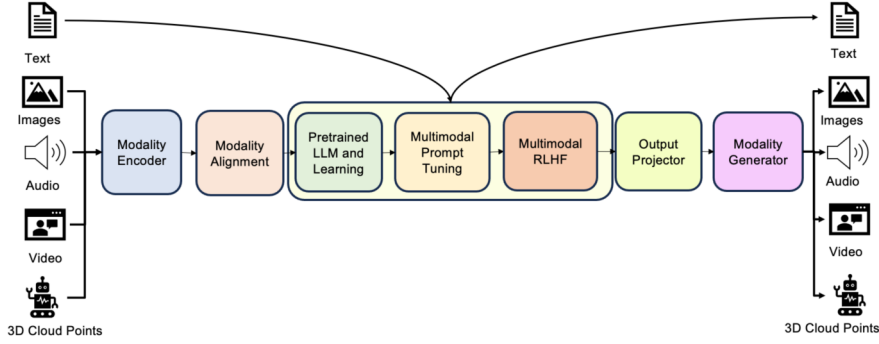 Text
Text
Images
Audio
Video
3D Cloud Points
Modality
Encoder
Modality
Alignment
Pretrained
LLM and
Learning
Multimodal
Prompt
Tuning
Multimodal
RLHF
Output
Projector
Modality
Generator
Images
Audio
Video
3D Cloud Points